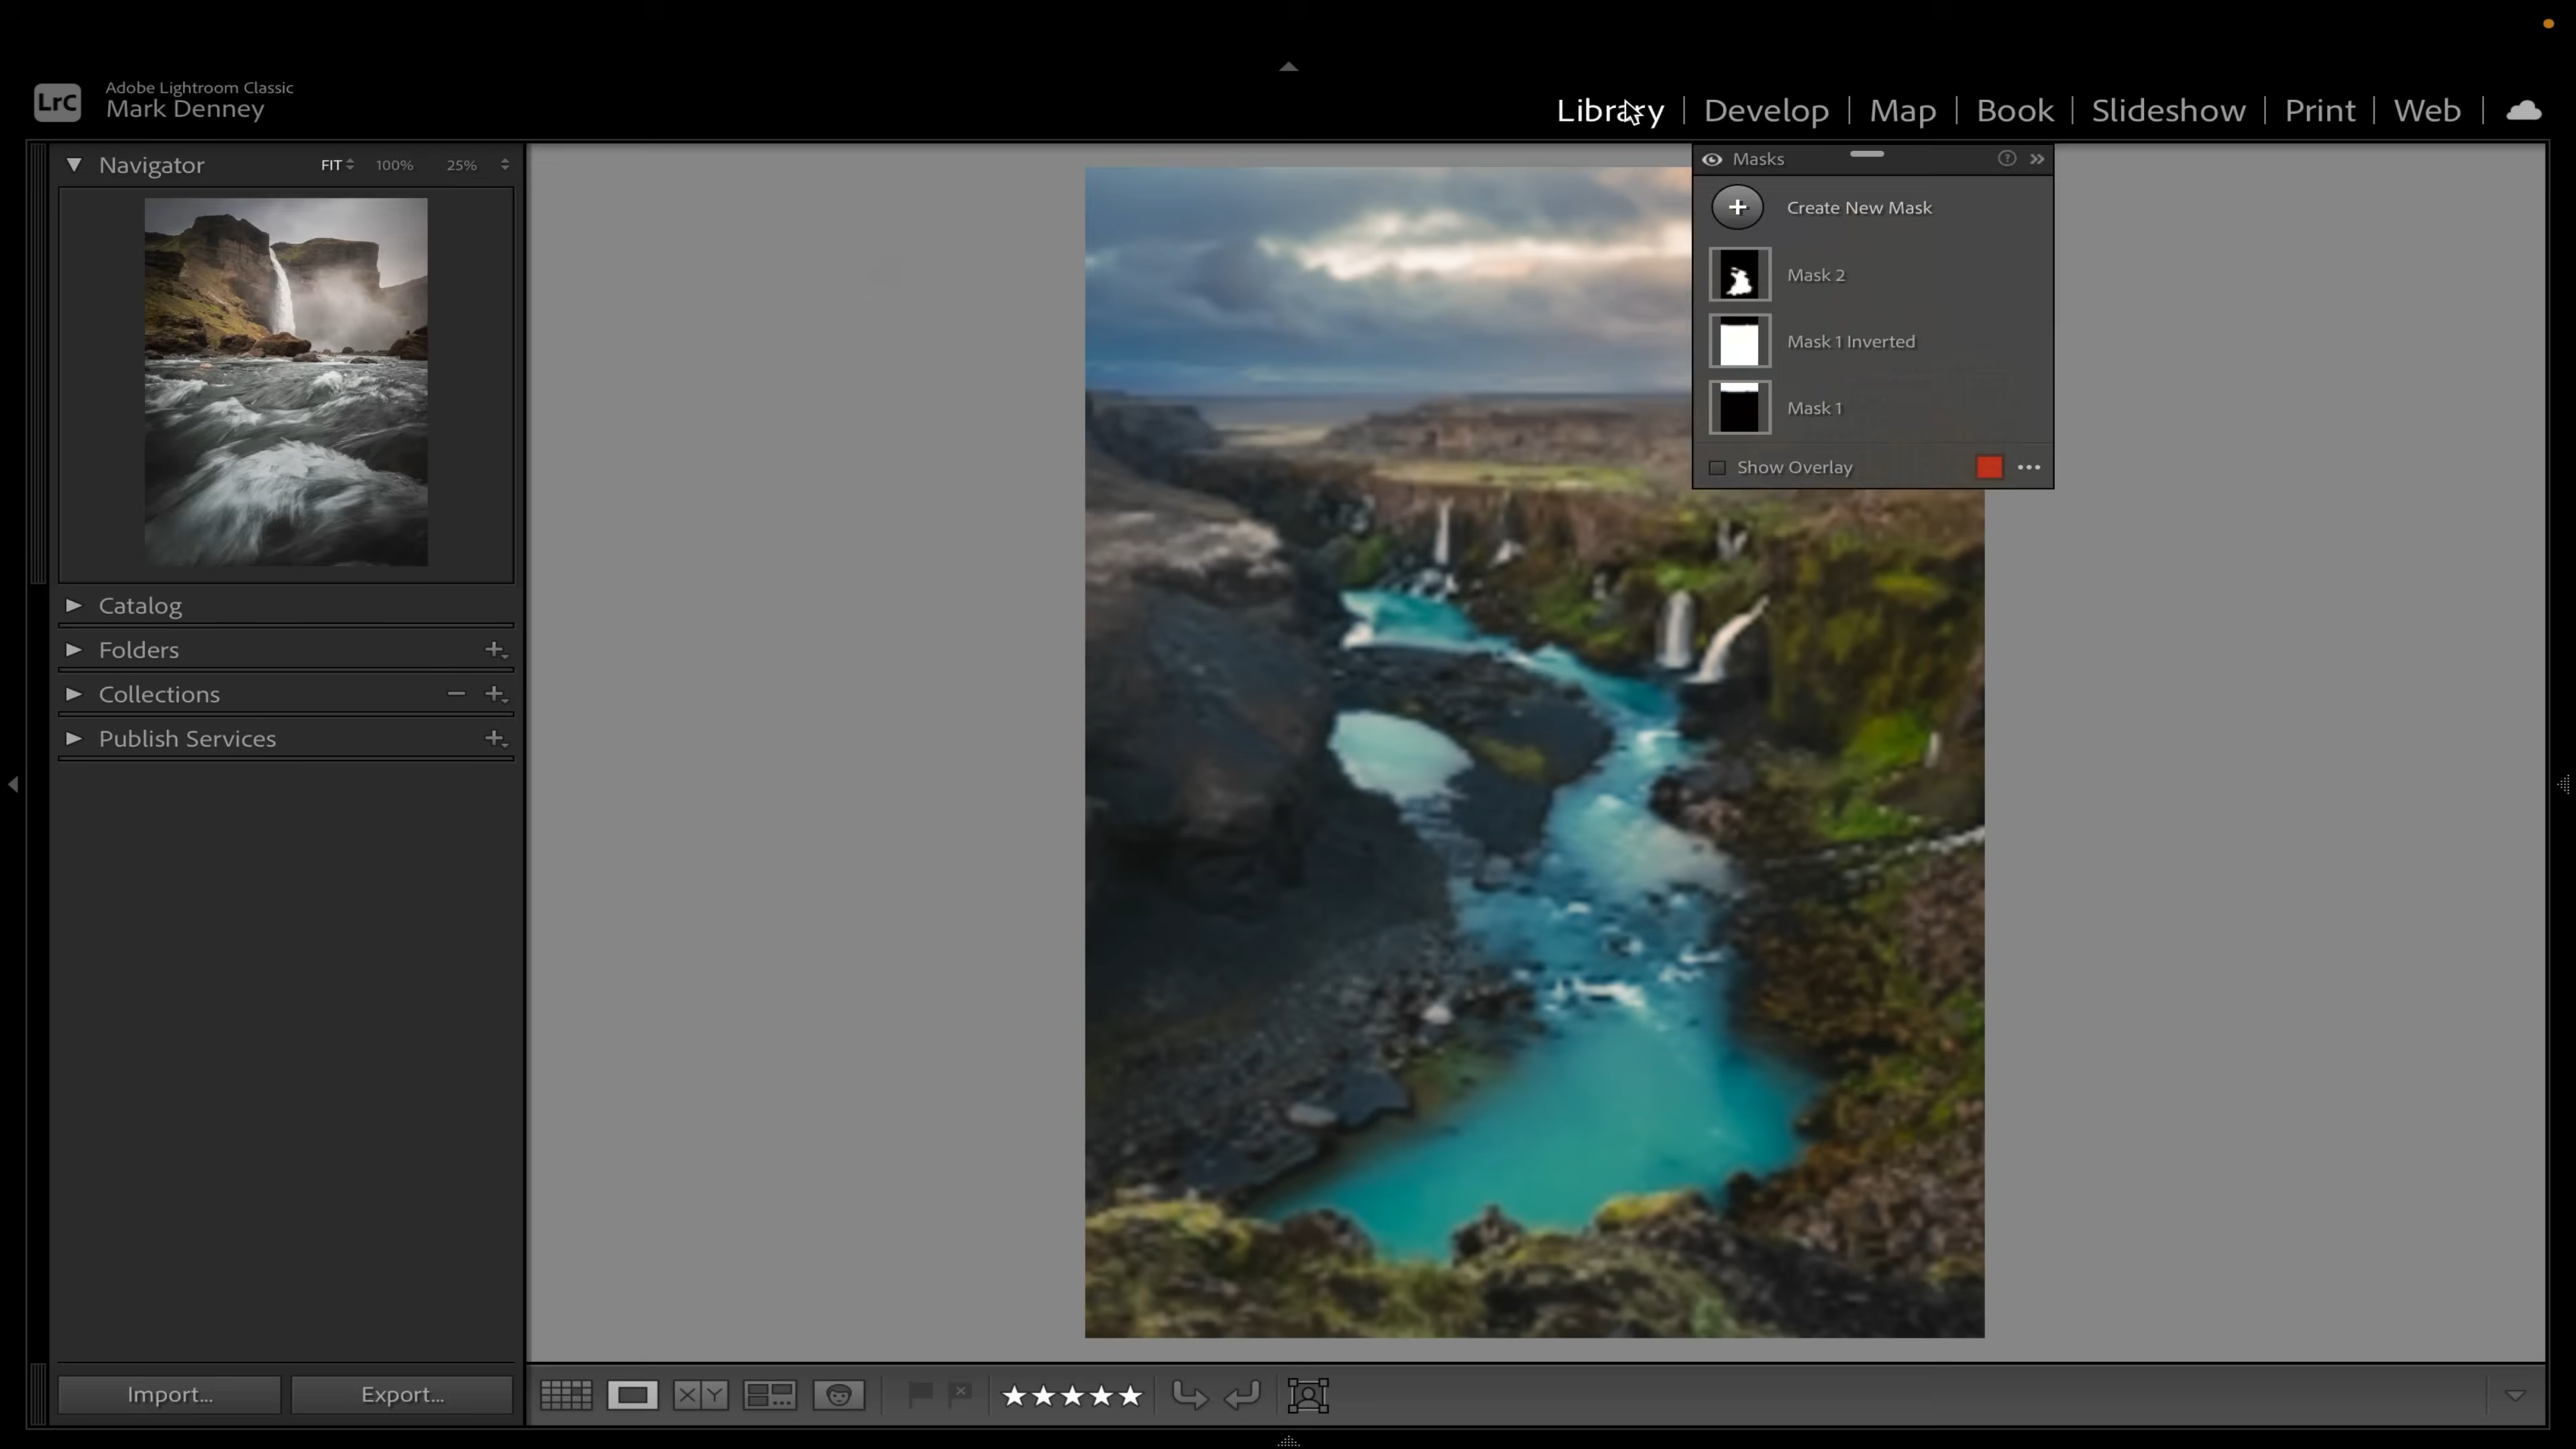 LrC
Adobe Lightroom Classic
Mark Denney
Library | Develop | Map | Book | Slideshow | Print | Web
Navigator FIT 100% 25%
Masks
Create New Mask
Mask 2
Mask 1 Inverted
Mask 1
Show Overlay
Catalog
Folders
Collections
Publish Services
Import... Export...
X Y